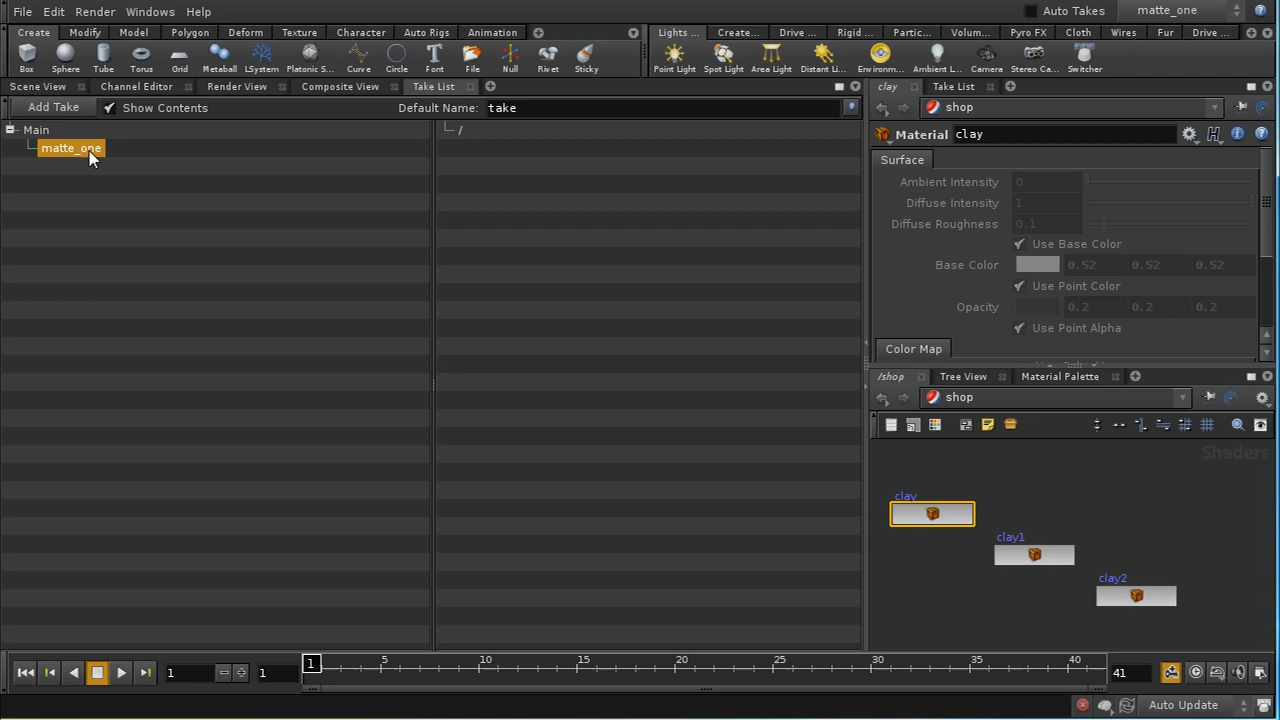 File Edit Render Windows Help Auto Takes matte_one
Create Modify Model Polygon Deform Texture Character Auto Rigs Animation Lights ... Create... Drive ... Rigid ... Partic... Volum... Pyro FX Cloth Wires Fur Drive ...
Box Sphere Tube Torus Grid Metaball LSystem Platonic S... Curve Circle Font File Null Rivet Sticky Point Light Spot Light Area Light Distant Li... Environm... Ambient L... Camera Stereo Ca... Switcher
Scene View Channel Editor Render View Composite View Take List clay Take List
Add Take Show Contents Default Name: take shop
Main /
matte_one
Material clay
Surface
Ambient Intensity 0
Diffuse Intensity 1
Diffuse Roughness 0.1
Use Base Color
Base Color 0.52 0.52 0.52
Use Point Color
Opacity 0.2 0.2 0.2
Use Point Alpha
Color Map
/shop Tree View Material Palette
shop
Shaders
clay
clay1
clay2
1 1 1 5 10 15 20 25 30 35 40 41
Auto Update